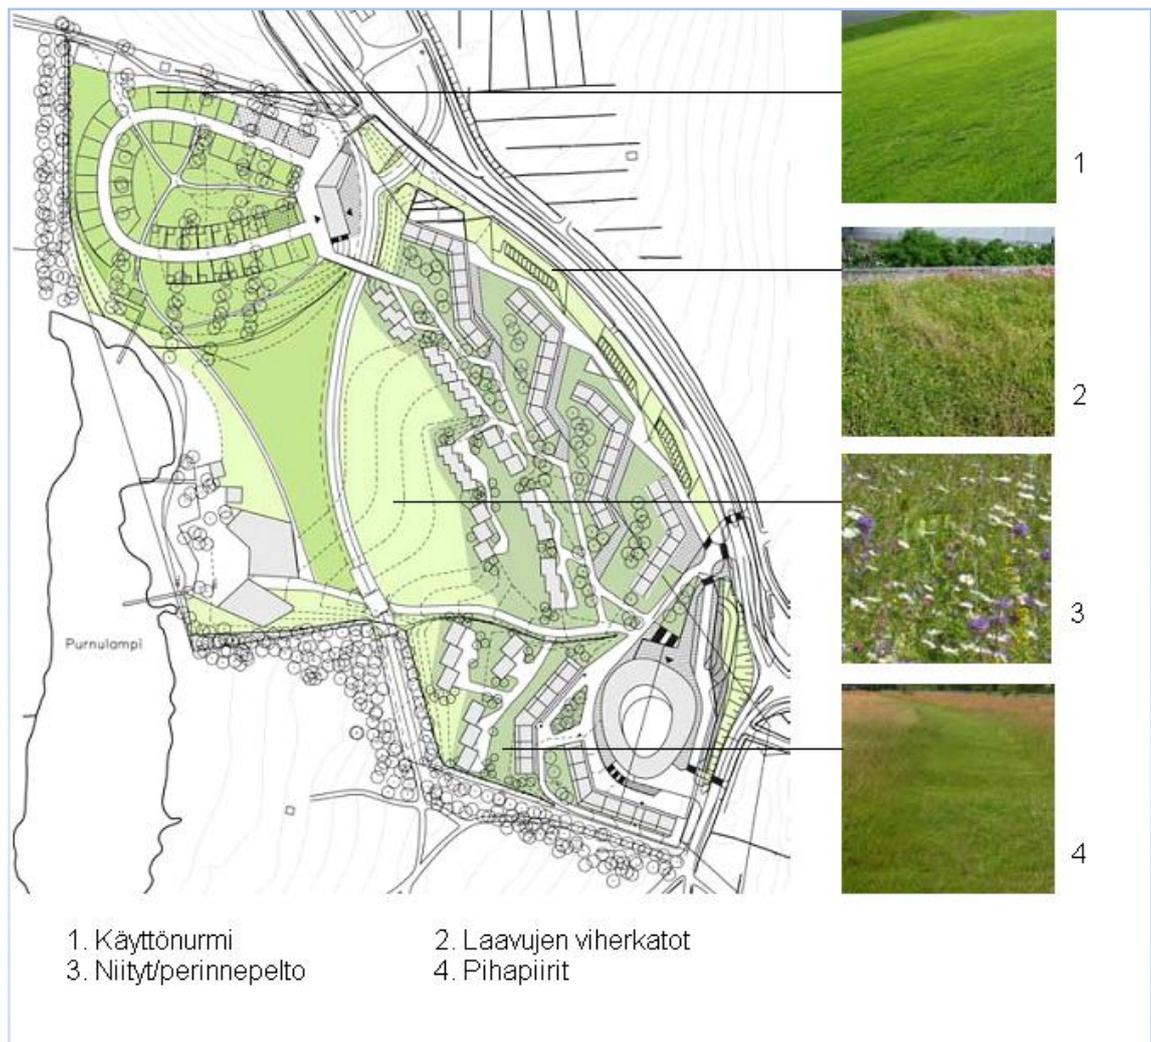 1
2
3
Purnulampi
4
1. Käyttönurmi 2. Laavujen viherkatot
3. Niityt/perinnepelto 4. Pihapiirit